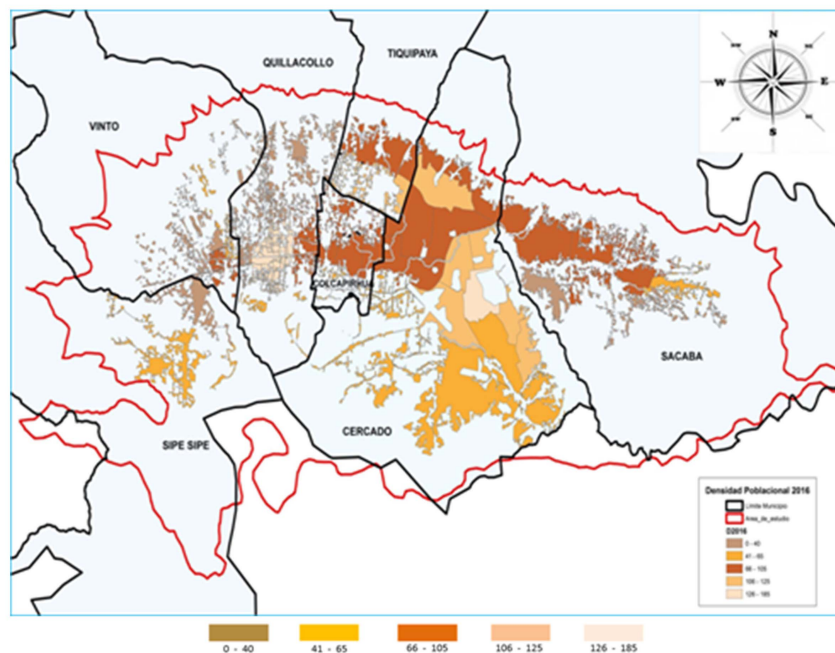 QUILLACOLLO
TIQUIPAYA
VINTO
N
W
E
S
COLCAPIRHUA
SACABA
CERCADO
SIPE SIPE
Densidad Poblacional 2016
Límite Municipio
Area_de_estudio
D2016
0 - 40
41 - 65
66 - 105
106 - 125
126 - 185
0 - 40
41 - 65
66 - 105
106 - 125
126 - 185